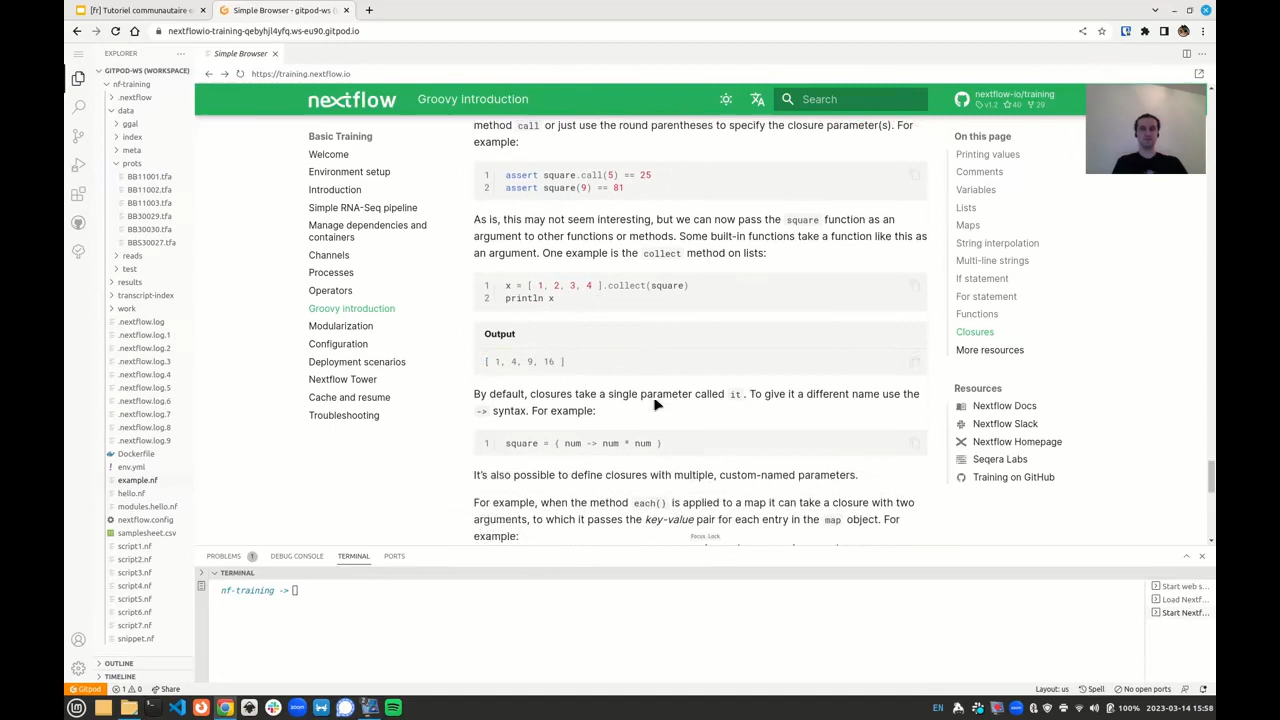 [fr] Tutoriel communautaire e
Simple Browser - gitpod.ws
nextflowio-training-qebyhjl4yfq.ws-eu90.gitpod.io
EXPLORER
GITPOD-WS (WORKSPACE)
nf-training
.nextflow
data
ggal
index
meta
prots
BB11001.tfa
BB11002.tfa
BB11003.tfa
BB30029.tfa
BB30030.tfa
BBS30027.tfa
reads
test
results
transcript-index
work
.nextflow.log
.nextflow.log.1
.nextflow.log.2
.nextflow.log.3
.nextflow.log.4
.nextflow.log.5
.nextflow.log.6
.nextflow.log.7
.nextflow.log.8
.nextflow.log.9
Dockerfile
env.yml
example.nf
hello.nf
modules.hello.nf
nextflow.config
samplesheet.csv
script1.nf
script2.nf
script3.nf
script4.nf
script5.nf
script6.nf
script7.nf
snippet.nf
OUTLINE
TIMELINE
Simple Browser
https://training.nextflow.io
nextflow
Groovy introduction
Search
nextflow-io/training
v1.2 40 29
Basic Training
Welcome
Environment setup
Introduction
Simple RNA-Seq pipeline
Manage dependencies and
containers
Channels
Processes
Operators
Groovy introduction
Modularization
Configuration
Deployment scenarios
Nextflow Tower
Cache and resume
Troubleshooting
method call or just use the round parentheses to specify the closure parameter(s). For
example:
1 assert square.call(5) == 25
2 assert square(9) == 81
As is, this may not seem interesting, but we can now pass the square function as an
argument to other functions or methods. Some built-in functions take a function like this as
an argument. One example is the collect method on lists:
1 x = [ 1, 2, 3, 4 ].collect(square)
2 println x
Output
[ 1, 4, 9, 16 ]
By default, closures take a single parameter called it. To give it a different name use the
-> syntax. For example:
1 square = { num -> num * num }
It's also possible to define closures with multiple, custom-named parameters.
For example, when the method each() is applied to a map it can take a closure with two
arguments, to which it passes the key-value pair for each entry in the map object. For
example:
Focus Lock
On this page
Printing values
Comments
Variables
Lists
Maps
String interpolation
Multi-line strings
If statement
For statement
Functions
Closures
More resources
Resources
Nextflow Docs
Nextflow Slack
Nextflow Homepage
Seqera Labs
Training on GitHub
PROBLEMS 1 DEBUG CONSOLE TERMINAL PORTS
TERMINAL
nf-training ->
Start web s...
Load Nextf...
Start Nextf...
Gitpod 1 0 Share
Layout: us Spell No open ports
EN 100% 2023-03-14 15:58